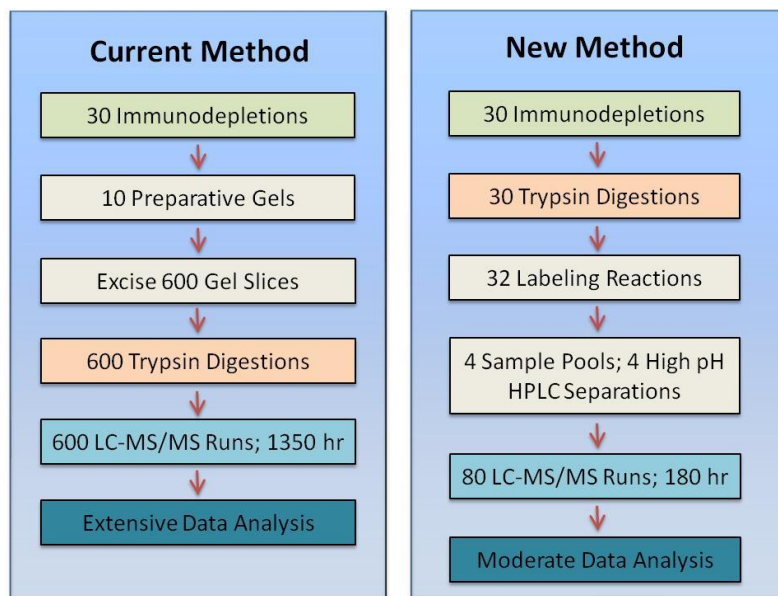 Current Method
30 Immunodepletions
10 Preparative Gels
Excise 600 Gel Slices
600 Trypsin Digestions
600 LC-MS/MS Runs; 1350 hr
Extensive Data Analysis
New Method
30 Immunodepletions
30 Trypsin Digestions
32 Labeling Reactions
4 Sample Pools; 4 High pH
HPLC Separations
80 LC-MS/MS Runs; 180 hr
Moderate Data Analysis